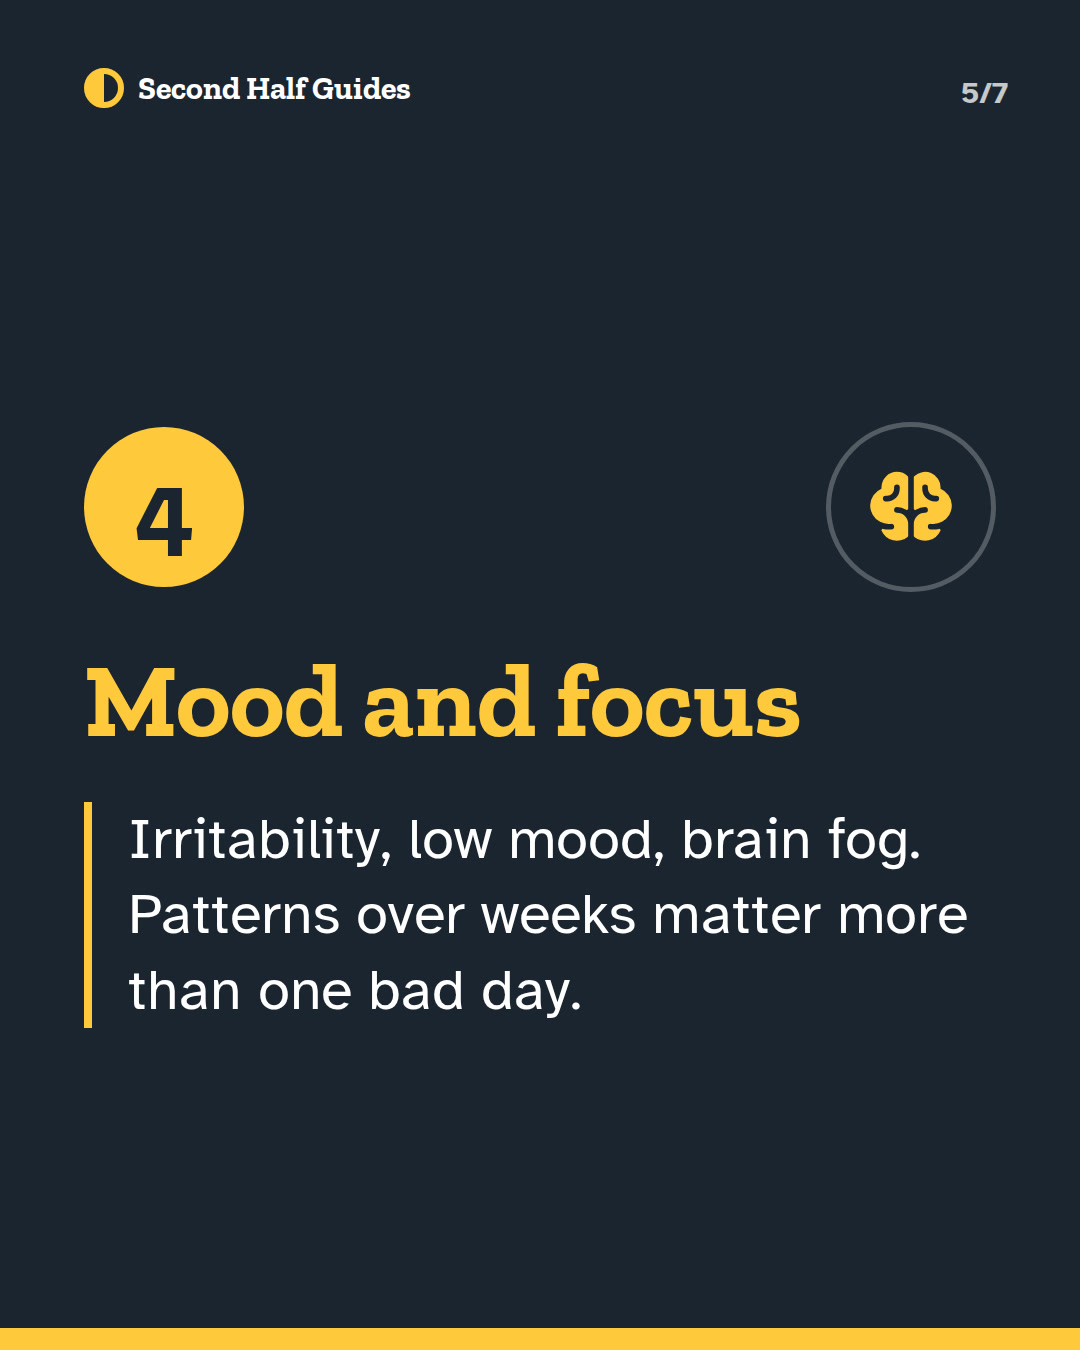 Second Half Guides
5/7
4
Mood and focus
Irritability, low mood, brain fog.
Patterns over weeks matter more
than one bad day.